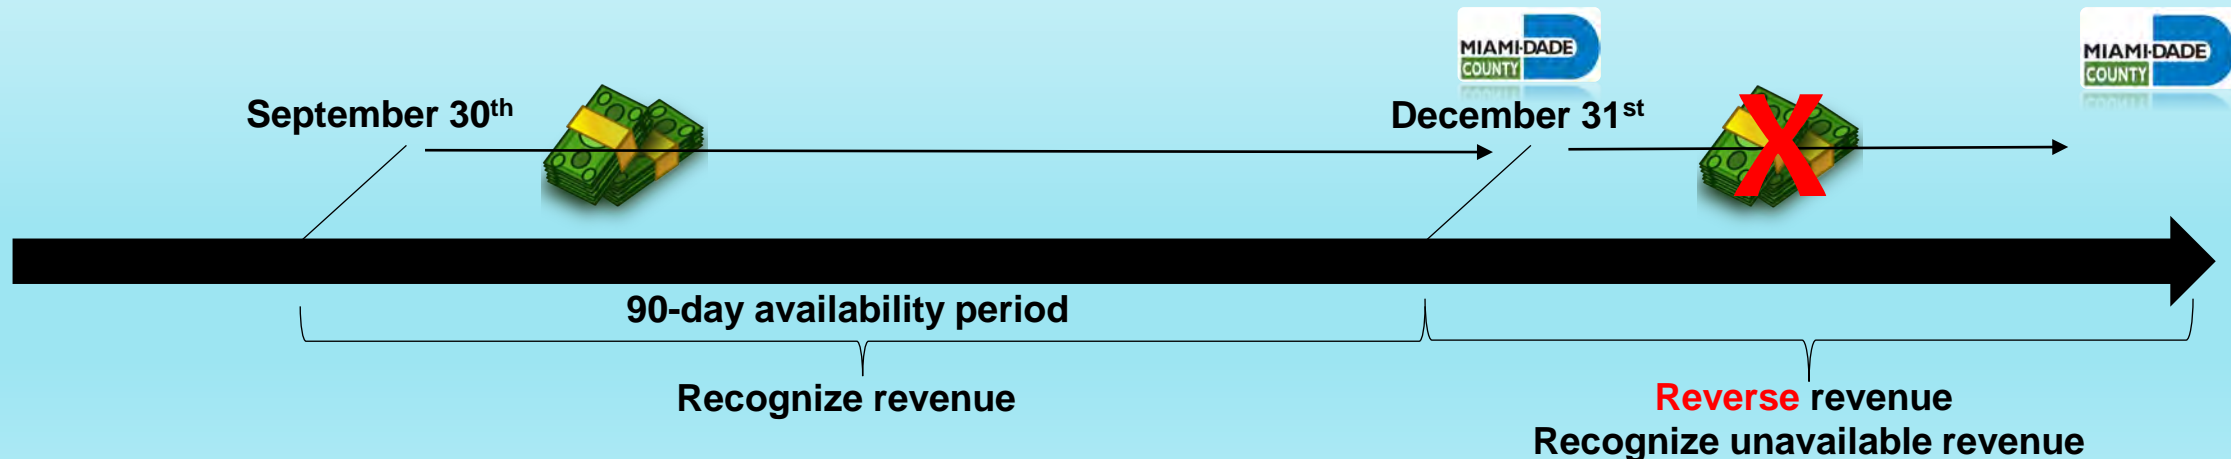 MIAMI-DADE
COUNTY
MIAMI-DADE
COUNTY
September 30th
December 31st
X
90-day availability period
Recognize revenue
Reverse revenue
Recognize unavailable revenue